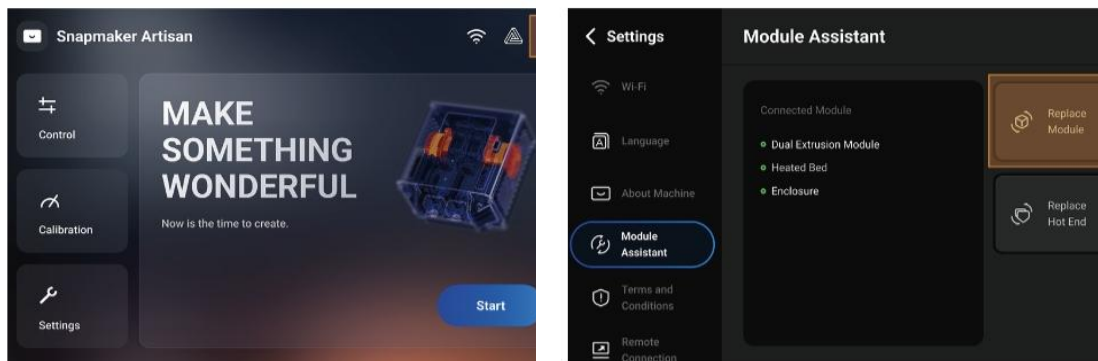 Snapmaker Artisan
Control
Calibration
Settings
MAKE
SOMETHING
WONDERFUL
Now is the time to create.
Start
Settings
Wi-Fi
Language
About Machine
Module
Assistant
Terms and
Conditions
Remote
Connection
Module Assistant
Connected Module
Dual Extrusion Module
Heated Bed
Enclosure
Replace
Module
Replace
Hot End